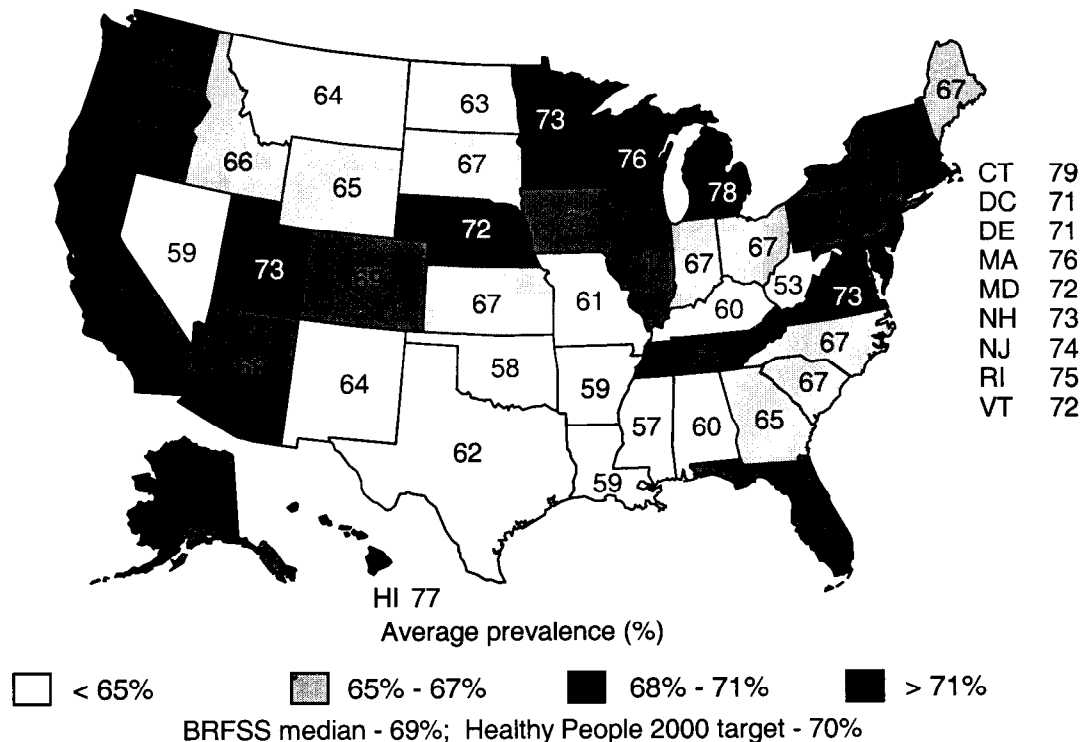 67
64
63
73
67
76
66
65
78
CT 79
DC 71
DE 71
72
MA 76
59
73
69
67
67
53
MD 72
67
61
60
73
NH 73
67
NJ 74
58
59
67
RI 75
64
VT 72
57
60
65
62
59
HI 77
Average prevalence (%)
< 65% 65% - 67% 68% - 71% > 71%
BRFSS median - 69%; Healthy People 2000 target - 70%